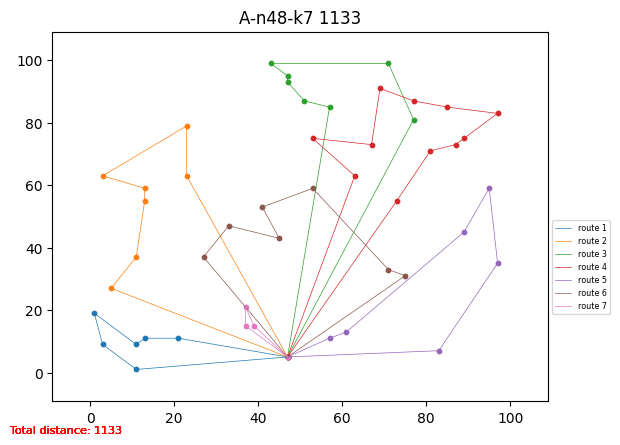 A-n48-k7 1133
100
80
60
40
20
0
0 20 40 60 80 100
route 1
route 2
route 3
route 4
route 5
route 6
route 7
Total distance: 1133